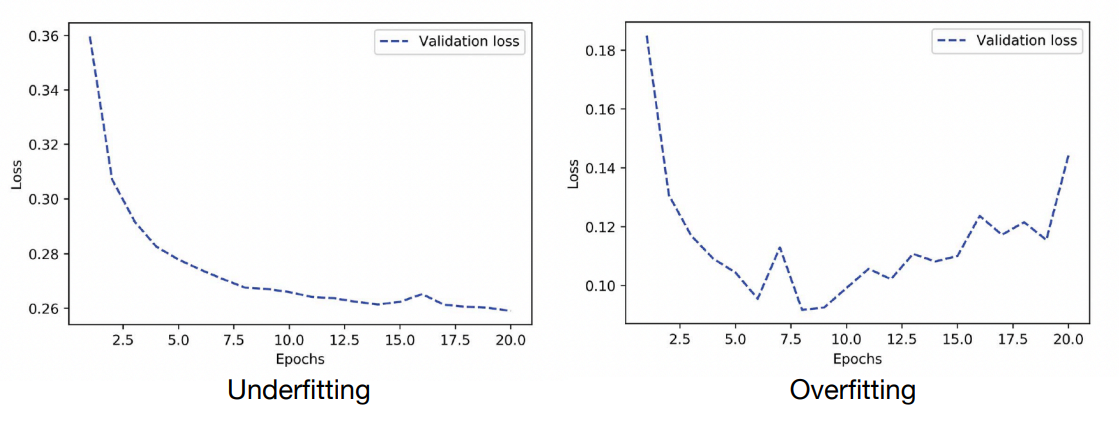 Validation loss
0.36
0.34
0.32
0.30
0.28
0.26
Loss
2.5 5.0 7.5 10.0 12.5 15.0 17.5 20.0
Epochs
Underfitting
Validation loss
0.18
0.16
0.14
0.12
0.10
Loss
2.5 5.0 7.5 10.0 12.5 15.0 17.5 20.0
Epochs
Overfitting